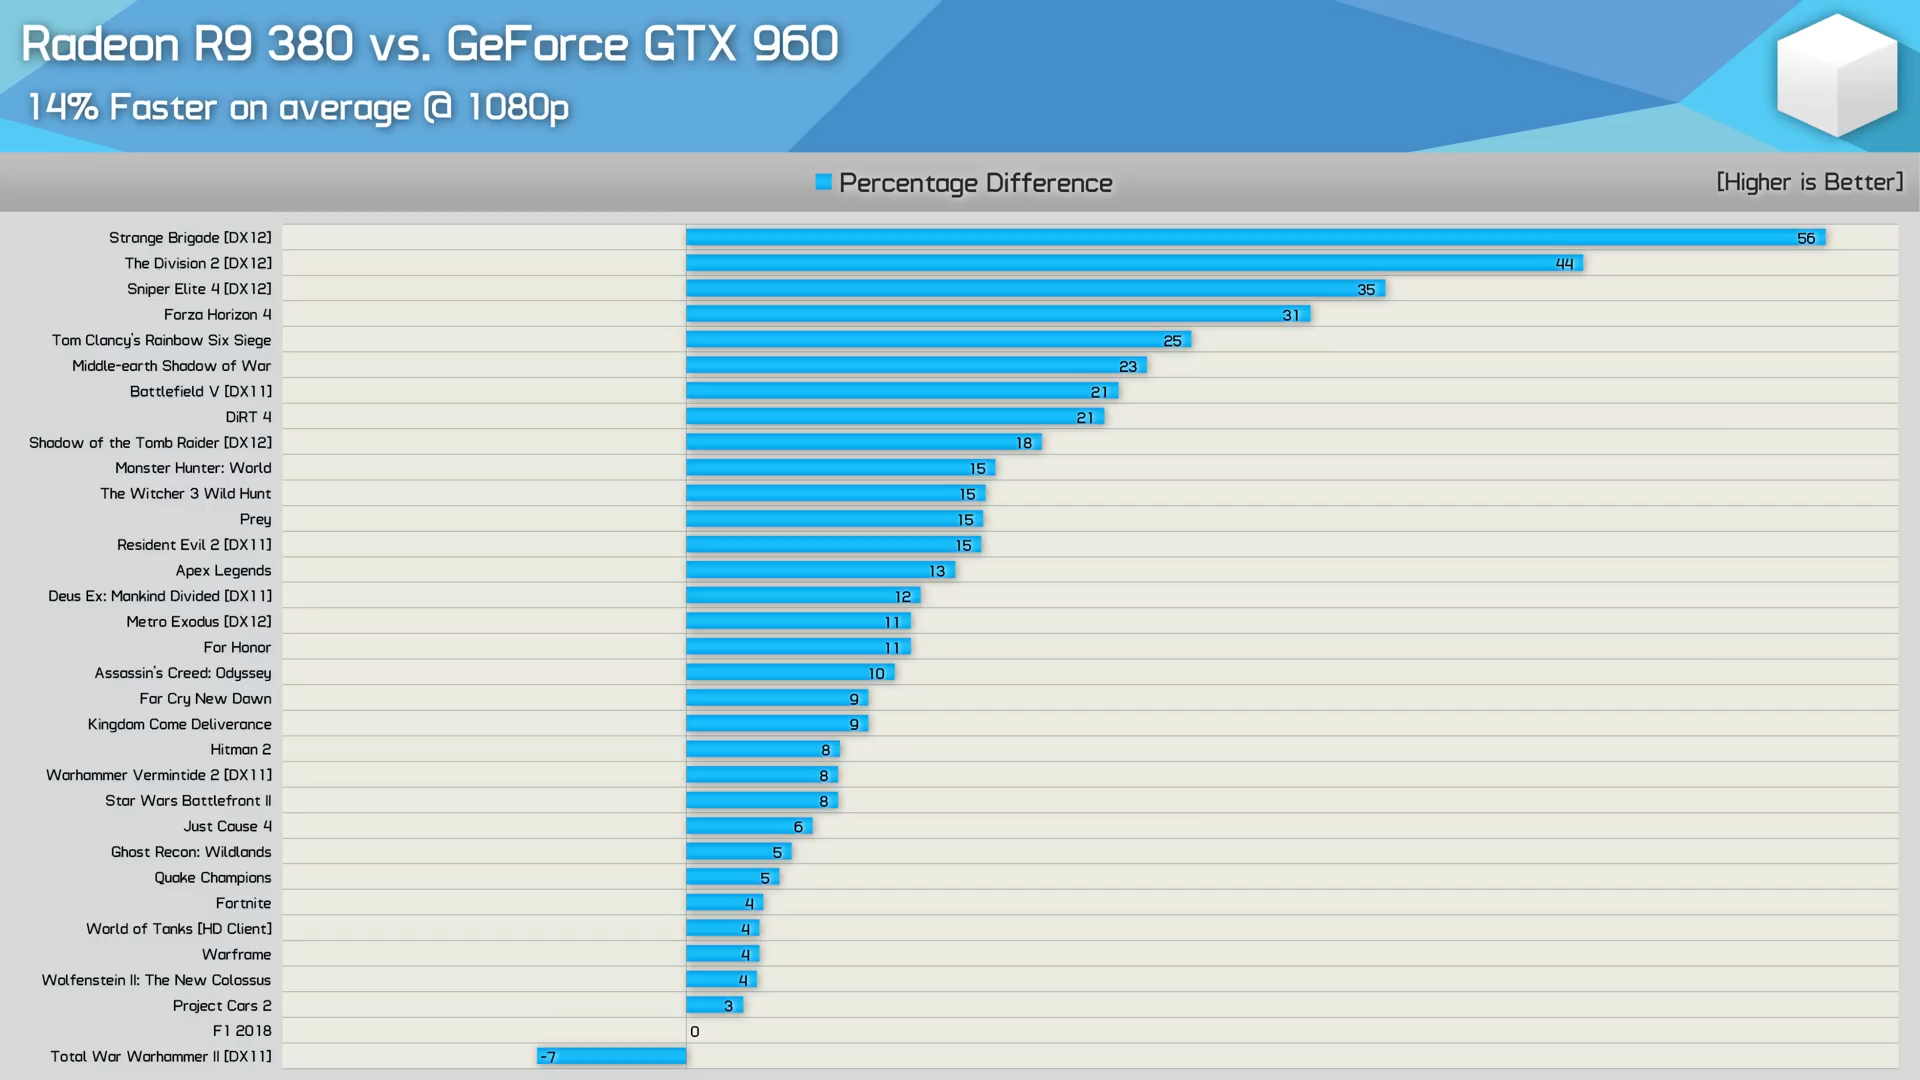 Radeon R9 380 vs. GeForce GTX 960
14% Faster on average @ 1080p
Percentage Difference
[Higher is Better]
Strange Brigade [DX12] 56
The Division 2 [DX12] 44
Sniper Elite 4 [DX12] 35
Forza Horizon 4 31
Tom Clancy's Rainbow Six Siege 25
Middle-earth Shadow of War 23
Battlefield V [DX11] 21
DiRT 4 21
Shadow of the Tomb Raider [DX12] 18
Monster Hunter: World 15
The Witcher 3 Wild Hunt 15
Prey 15
Resident Evil 2 [DX11] 15
Apex Legends 13
Deus Ex: Mankind Divided [DX11] 12
Metro Exodus [DX12] 11
For Honor 11
Assassin's Creed: Odyssey 10
Far Cry New Dawn 9
Kingdom Come Deliverance 9
Hitman 2 8
Warhammer Vermintide 2 [DX11] 8
Star Wars Battlefront II 8
Just Cause 4 6
Ghost Recon: Wildlands 5
Quake Champions 5
Fortnite 4
World of Tanks [HD Client] 4
Warframe 4
Wolfenstein II: The New Colossus 4
Project Cars 2 3
F1 2018 0
Total War Warhammer II [DX11] -7